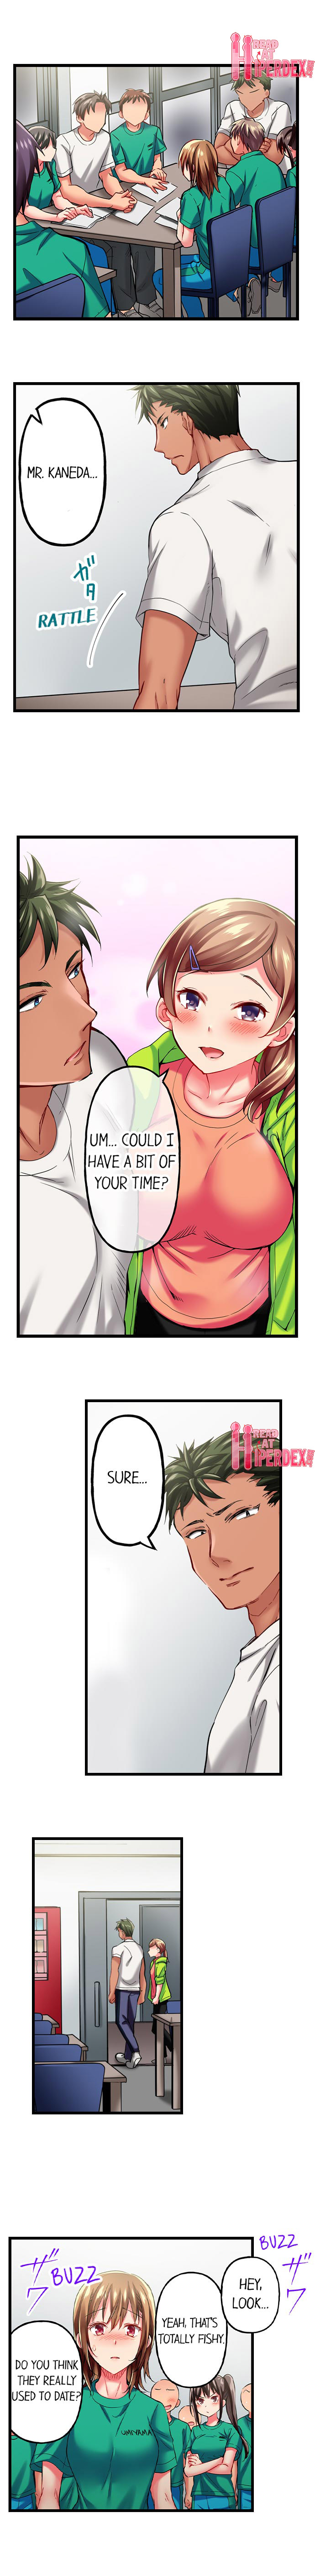 READ
AT
HIPERDEX!!
MR. KANEDA...
ガタ
RATTLE
UM... COULD I
HAVE A BIT OF
YOUR TIME?
SURE...
READ
AT
HIPERDEX!!
BUZZ
ザワ
ザワ
BUZZ
HEY,
LOOK...
YEAH, THAT'S
TOTALLY FISHY.
DO YOU THINK
THEY REALLY
USED TO DATE?
UMIYAMA